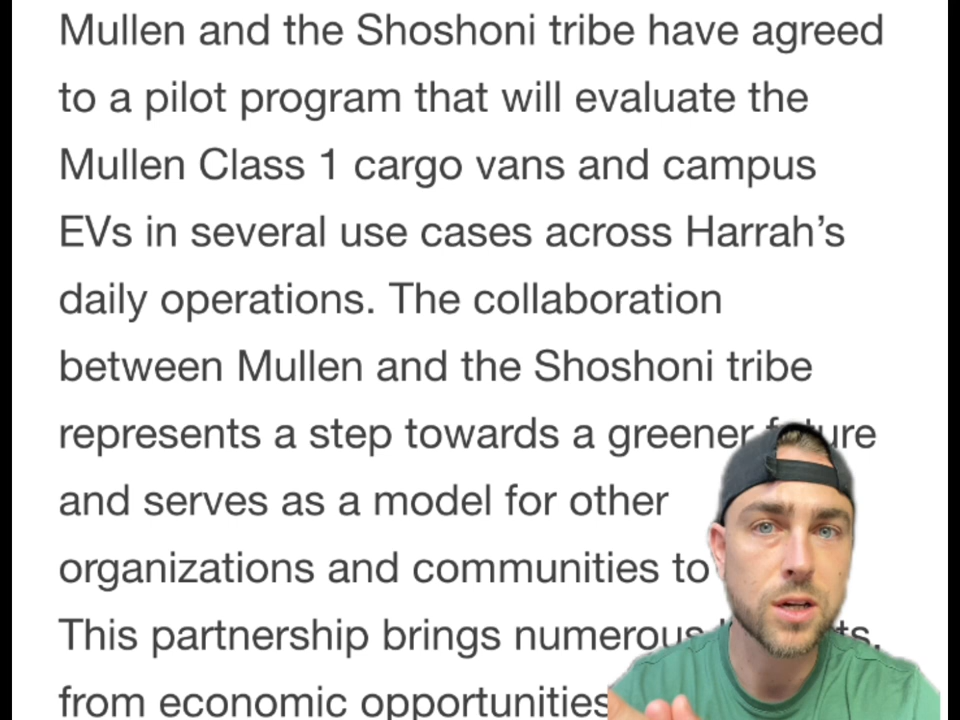 Mullen and the Shoshoni tribe have agreed
to a pilot program that will evaluate the
Mullen Class 1 cargo vans and campus
EVs in several use cases across Harrah’s
daily operations. The collaboration
between Mullen and the Shoshoni tribe
represents a step towards a greener
and serves as a model for other
organizations and communities to
This partnership brings numerous
from economic opportunities